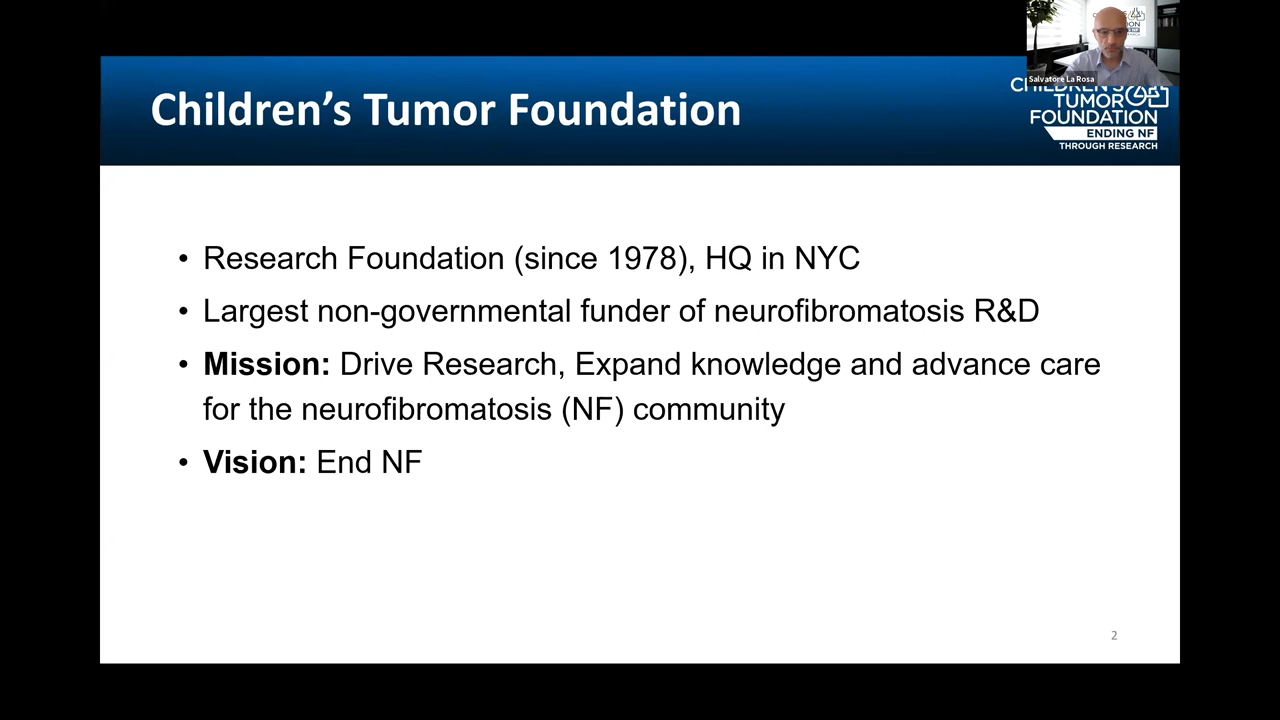 Children's Tumor Foundation
Salvatore La Rosa
CHILDREN'S
TUMOR
FOUNDATION
ENDING NF
THROUGH RESEARCH
• Research Foundation (since 1978), HQ in NYC
• Largest non-governmental funder of neurofibromatosis R&D
• Mission: Drive Research, Expand knowledge and advance care
for the neurofibromatosis (NF) community
• Vision: End NF
2